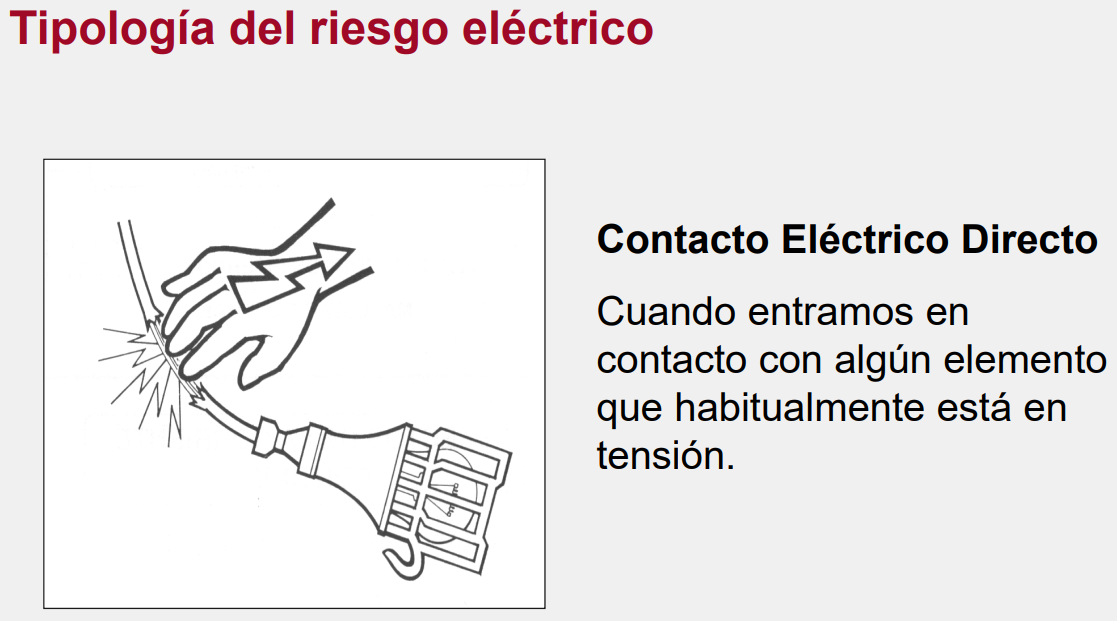 Tipología del riesgo eléctrico
Contacto Eléctrico Directo
Cuando entramos en
contacto con algún elemento
que habitualmente está en
tensión.